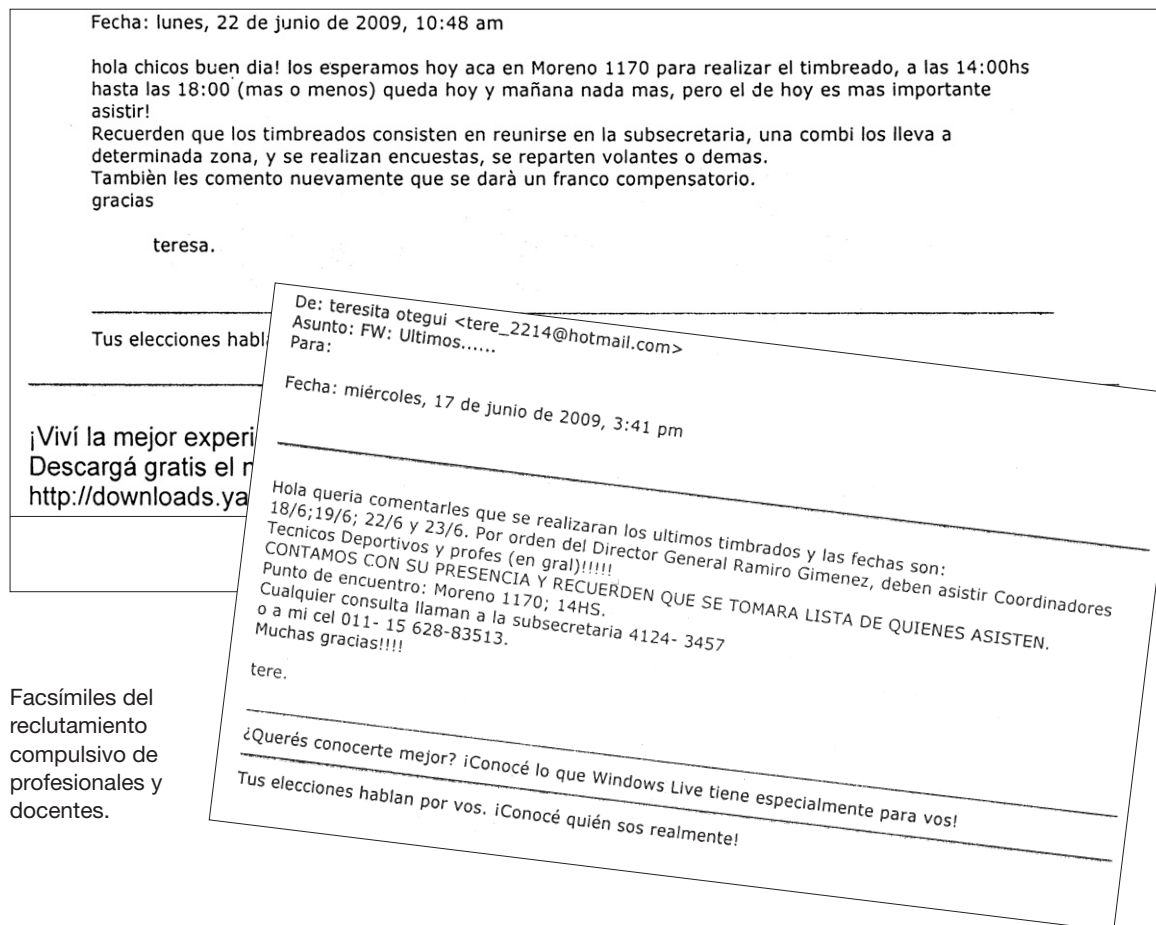 Fecha: lunes, 22 de junio de 2009, 10:48 am
hola chicos buen dia! los esperamos hoy aca en Moreno 1170 para realizar el timbreado, a las 14:00hs
hasta las 18:00 (mas o menos) queda hoy y mañana nada mas, pero el de hoy es mas importante
asistir!
Recuerden que los timbreados consisten en reunirse en la subsecretaria, una combi los lleva a
determinada zona, y se realizan encuestas, se reparten volantes o demas.
Tambièn les comento nuevamente que se darà un franco compensatorio.
gracias
teresa.
Tus elecciones
¡Viví la mejor
Descargá gratis el
De: teresita otegui <tere_2214@hotmail.com>
Asunto: FW: Ultimos......
Para:
Fecha: miércoles, 17 de junio de 2009, 3:41 pm
Hola queria comentarles que se realizaran los ultimos timbrados y las fechas son:
18/6;19/6; 22/6 y 23/6. Por orden del Director General Ramiro Gimenez, deben asistir Coordinadores
Tecnicos Deportivos y profes (en gral)!!!!!
CONTAMOS CON SU PRESENCIA Y RECUERDEN QUE SE TOMARA LISTA DE QUIENES ASISTEN.
Punto de encuentro: Moreno 1170; 14HS.
Cualquier consulta llaman a la subsecretaria 4124- 3457
o a mi cel 011- 15 628-83513.
Muchas gracias!!!!
tere.
¿Querés conocerte mejor? ¡Conocé lo que Windows Live tiene especialmente para vos!
Tus elecciones hablan por vos. ¡Conocé quién sos realmente!
Facsímiles del
reclutamiento
compulsivo de
profesionales y
docentes.